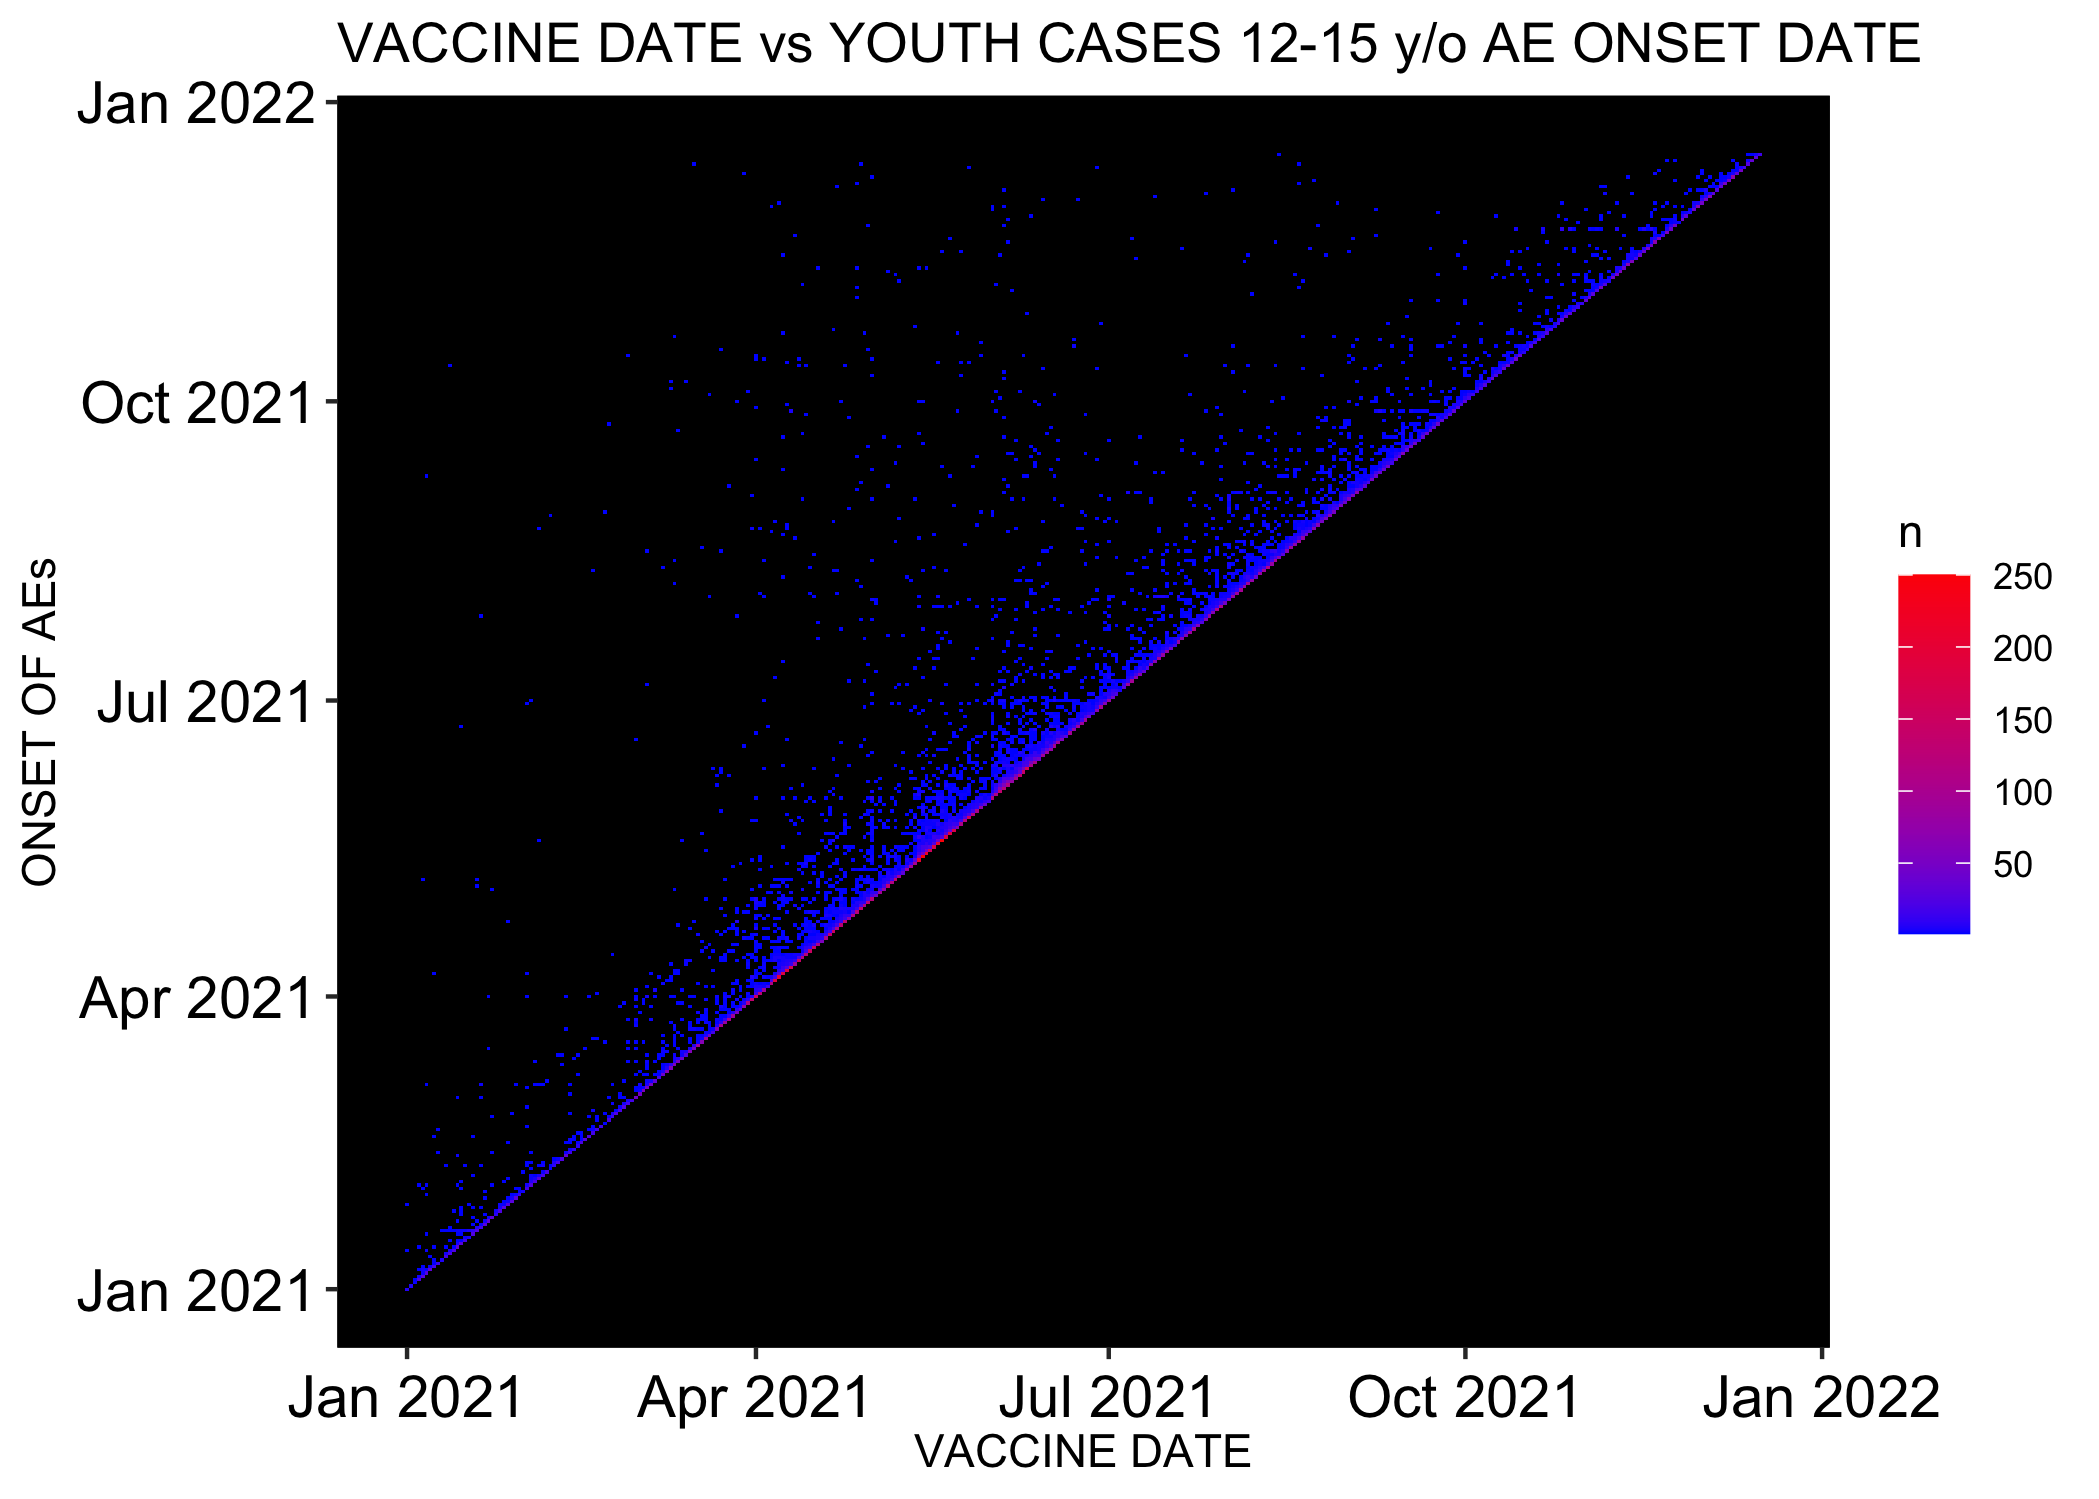 VACCINE DATE vs YOUTH CASES 12-15 y/o AE ONSET DATE
Jan 2022
Oct 2021
Jul 2021
Apr 2021
Jan 2021
ONSET OF AEs
Jan 2021
Apr 2021
Jul 2021
Oct 2021
Jan 2022
VACCINE DATE
n
250
200
150
100
50